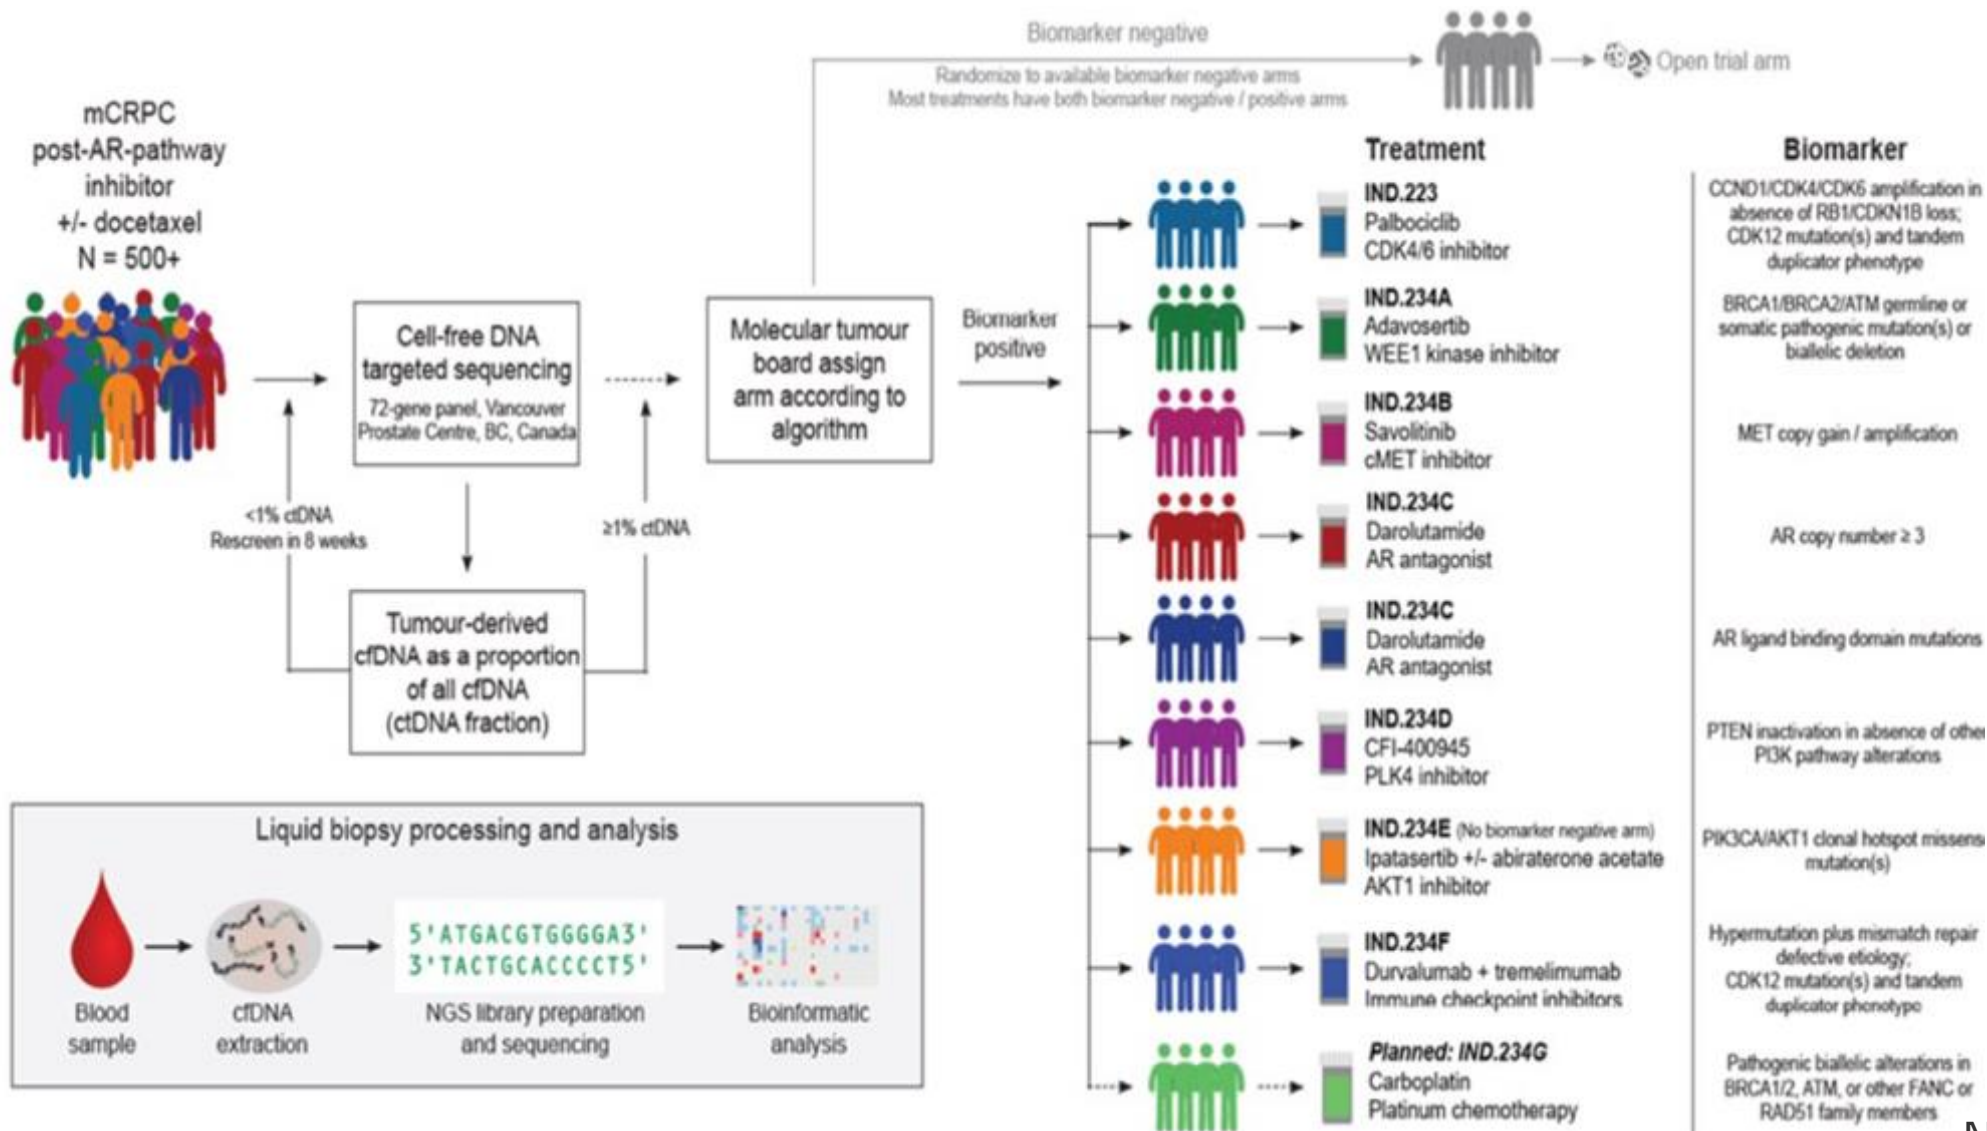 Biomarker negative
Randomize to available biomarker negative arms
Most treatments have both biomarker negative / positive arms
Open trial arm
mCRPC
post-AR-pathway
inhibitor
+/- docetaxel
N = 500+
Cell-free DNA
targeted sequencing
72-gene panel, Vancouver
Prostate Centre, BC, Canada
<1% ctDNA
Rescreen in 8 weeks
≥1% ctDNA
Tumour-derived
cfDNA as a proportion
of all cfDNA
(ctDNA fraction)
Molecular tumour
board assign
arm according to
algorithm
Biomarker
positive
Treatment
Biomarker
IND.223
Palbociclib
CDK4/6 inhibitor
CCND1/CDK4/CDK6 amplification in
absence of RB1/CDKN1B loss;
CDK12 mutation(s) and tandem
duplicator phenotype
IND.234A
Adavosertib
WEE1 kinase inhibitor
BRCA1/BRCA2/ATM germline or
somatic pathogenic mutation(s) or
biallelic deletion
IND.234B
Savolitinib
cMET inhibitor
MET copy gain / amplification
IND.234C
Darolutamide
AR antagonist
AR copy number ≥ 3
IND.234C
Darolutamide
AR antagonist
AR ligand binding domain mutations
IND.234D
CFI-400945
PLK4 inhibitor
PTEN inactivation in absence of other
PI3K pathway alterations
IND.234E (No biomarker negative arm)
Ipatasertib +/- abiraterone acetate
AKT1 inhibitor
PIK3CA/AKT1 clonal hotspot missens
mutation(s)
IND.234F
Durvalumab + tremelimumab
Immune checkpoint inhibitors
Hypermutation plus mismatch repair
defective etiology;
CDK12 mutation(s) and tandem
duplicator phenotype
Planned: IND.234G
Carboplatin
Platinum chemotherapy
Pathogenic biallelic alterations in
BRCA1/2, ATM, or other FANC or
RAD51 family members
Liquid biopsy processing and analysis
5'ATGACGTGGGGA3'
3'TACTGCACCCCT5'
Blood
sample
cfDNA
extraction
NGS library preparation
and sequencing
Bioinformatic
analysis